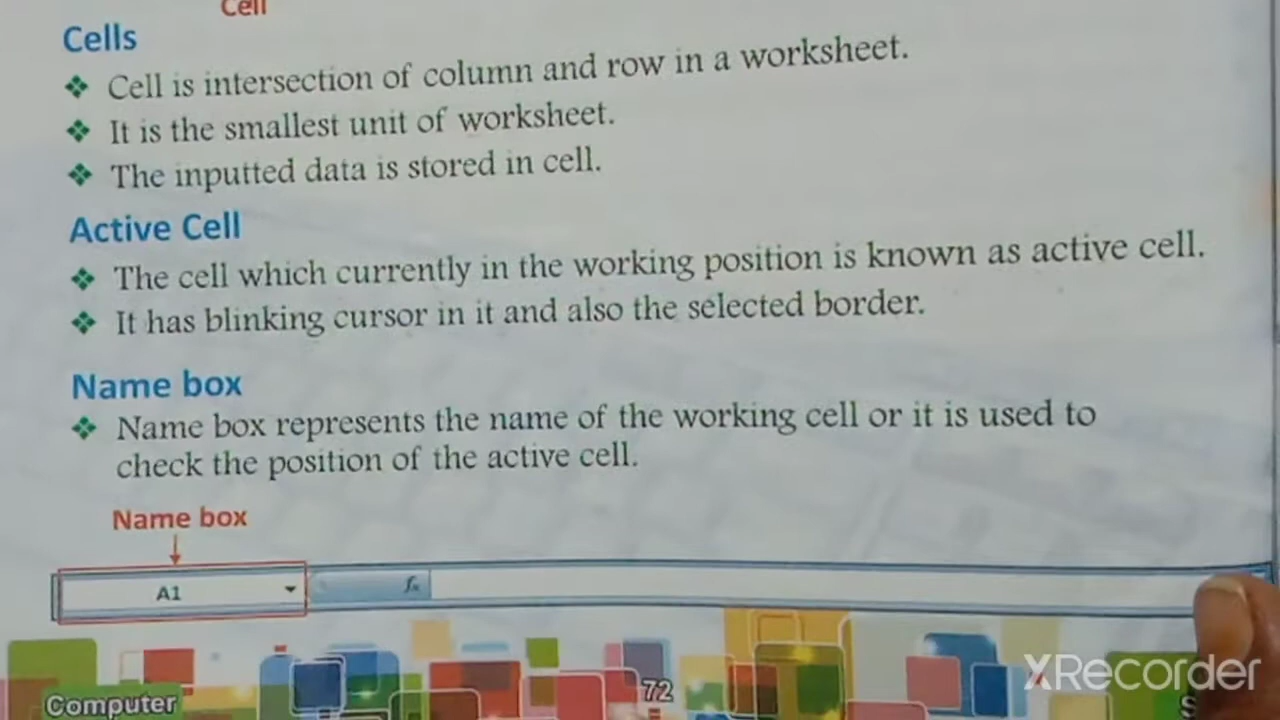 Cell
Cells
❖ Cell is intersection of column and row in a worksheet.
❖ It is the smallest unit of worksheet.
❖ The inputted data is stored in cell.
Active Cell
❖ The cell which currently in the working position is known as active cell.
❖ It has blinking cursor in it and also the selected border.
Name box
❖ Name box represents the name of the working cell or it is used to
check the position of the active cell.
Name box
A1 fx
Computer 72
XRecorder